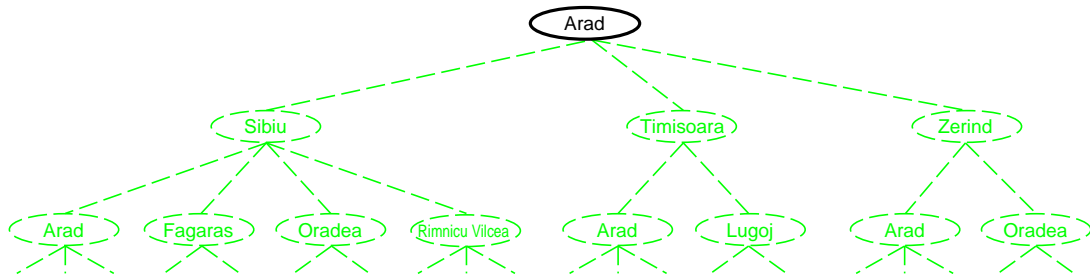 Arad
Sibiu
Timisoara
Zerind
Arad
Fagaras
Oradea
Rimnicu Vilcea
Arad
Lugoj
Arad
Oradea